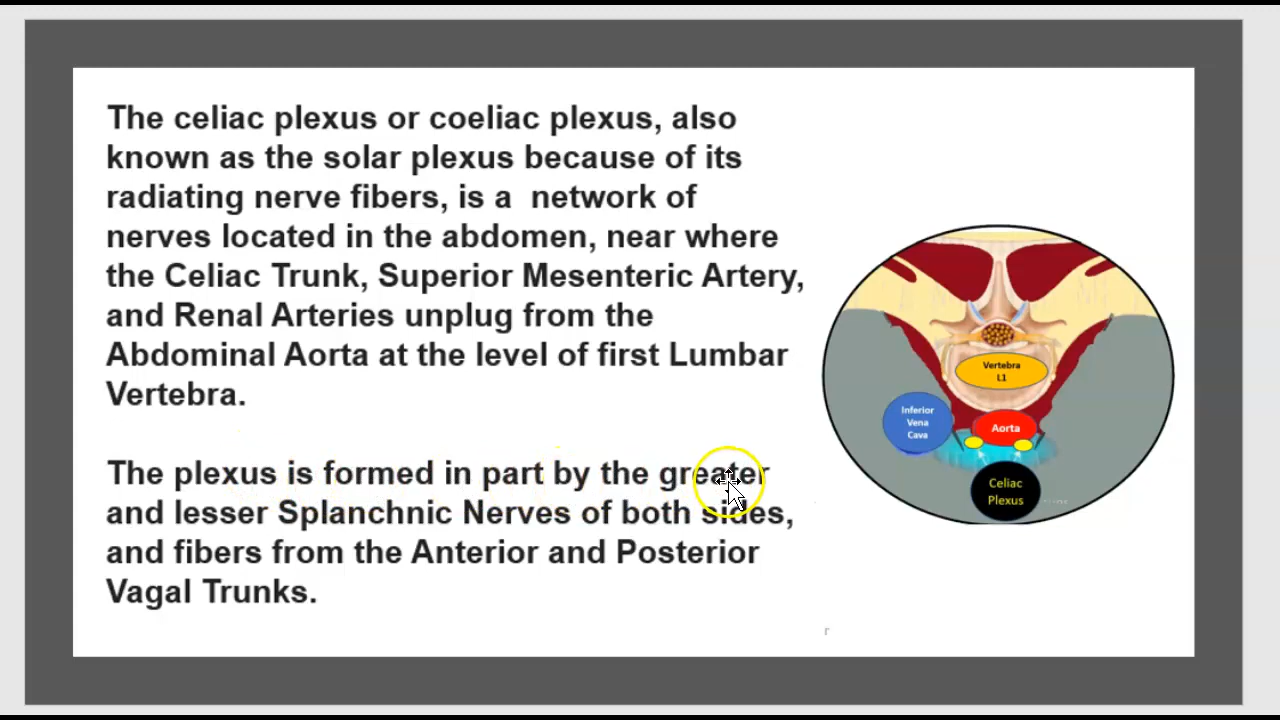 The celiac plexus or coeliac plexus, also
known as the solar plexus because of its
radiating nerve fibers, is a network of
nerves located in the abdomen, near where
the Celiac Trunk, Superior Mesenteric Artery,
and Renal Arteries unplug from the
Abdominal Aorta at the level of first Lumbar
Vertebra.
The plexus is formed in part by the greater
and lesser Splanchnic Nerves of both sides,
and fibers from the Anterior and Posterior
Vagal Trunks.
Vertebra
L1
Inferior
Vena
Cava
Aorta
Celiac
Plexus
r